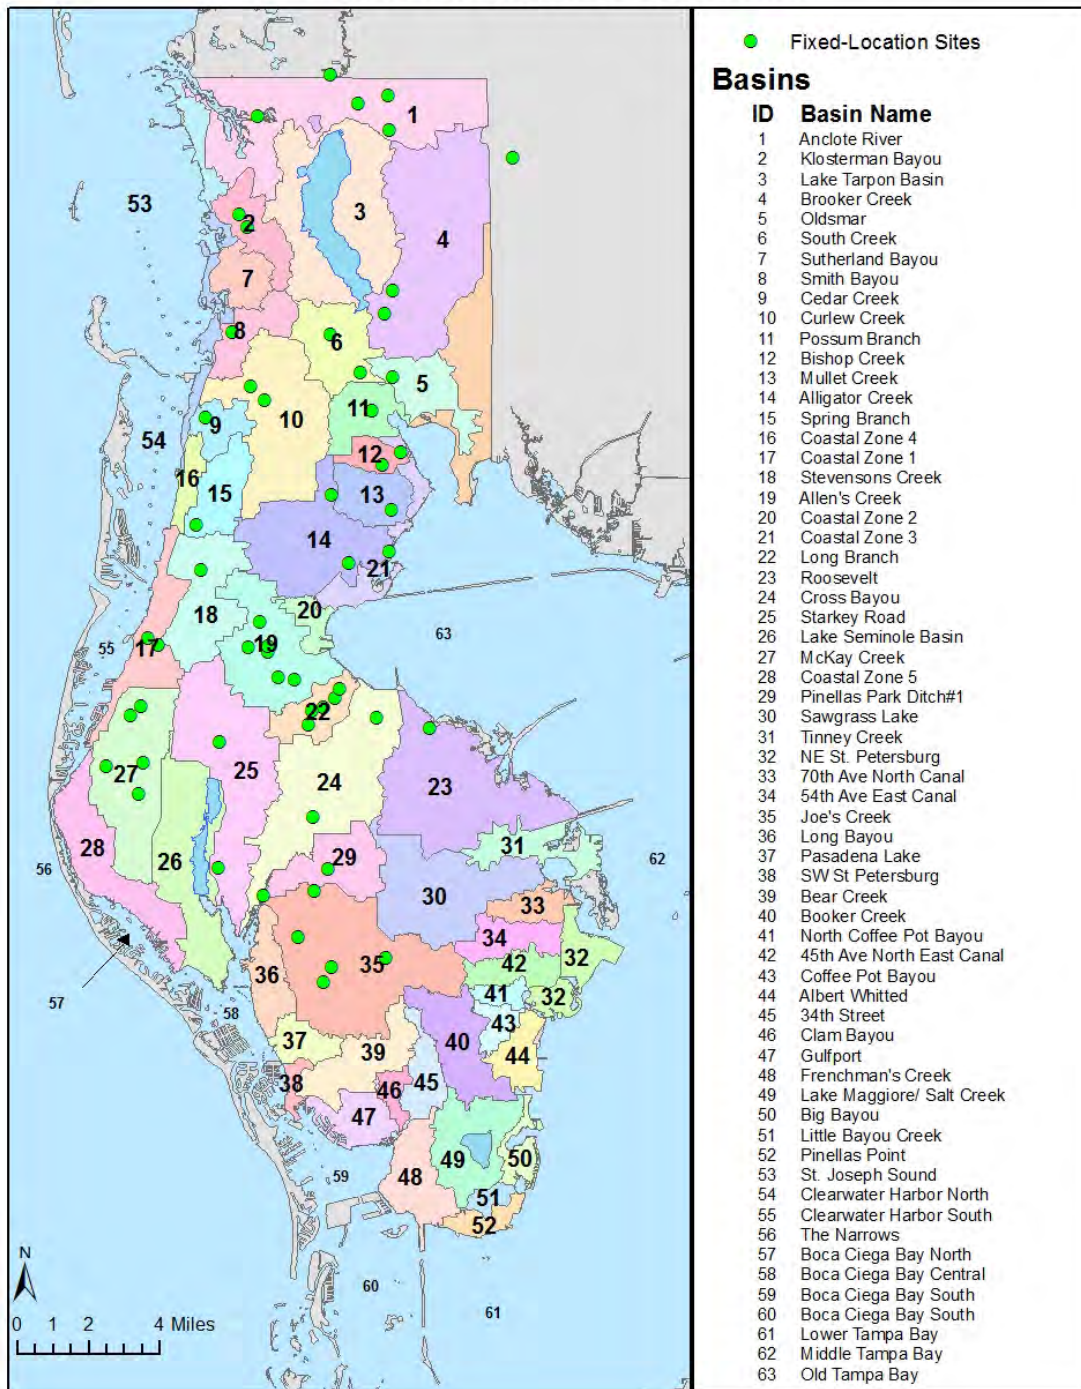 Fixed-Location Sites
Basins
ID Basin Name
1 Anclote River
2 Klosterman Bayou
3 Lake Tarpon Basin
4 Brooker Creek
5 Oldsmar
6 South Creek
7 Sutherland Bayou
8 Smith Bayou
9 Cedar Creek
10 Curlew Creek
11 Possum Branch
12 Bishop Creek
13 Mullet Creek
14 Alligator Creek
15 Spring Branch
16 Coastal Zone 4
17 Coastal Zone 1
18 Stevensons Creek
19 Allen's Creek
20 Coastal Zone 2
21 Coastal Zone 3
22 Long Branch
23 Roosevelt
24 Cross Bayou
25 Starkey Road
26 Lake Seminole Basin
27 McKay Creek
28 Coastal Zone 5
29 Pinellas Park Ditch#1
30 Sawgrass Lake
31 Tinney Creek
32 NE St. Petersburg
33 70th Ave North Canal
34 54th Ave East Canal
35 Joe's Creek
36 Long Bayou
37 Pasadena Lake
38 SW St Petersburg
39 Bear Creek
40 Booker Creek
41 North Coffee Pot Bayou
42 45th Ave North East Canal
43 Coffee Pot Bayou
44 Albert Whitted
45 34th Street
46 Clam Bayou
47 Gulfport
48 Frenchman's Creek
49 Lake Maggiore/ Salt Creek
50 Big Bayou
51 Little Bayou Creek
52 Pinellas Point
53 St. Joseph Sound
54 Clearwater Harbor North
55 Clearwater Harbor South
56 The Narrows
57 Boca Ciega Bay North
58 Boca Ciega Bay Central
59 Boca Ciega Bay South
60 Boca Ciega Bay South
61 Lower Tampa Bay
62 Middle Tampa Bay
63 Old Tampa Bay
1
53
3
2
4
7
8
6
5
10
11
9
54
12
16
15
13
14
21
18
20
63
19
17
55
22
25
24
23
27
31
28
26
29
56
62
30
33
34
32
35
42
36
41
32
57
58
43
40
37
39
44
38
46
45
47
49
50
59
48
51
52
60
61
N
0 1 2 4 Miles